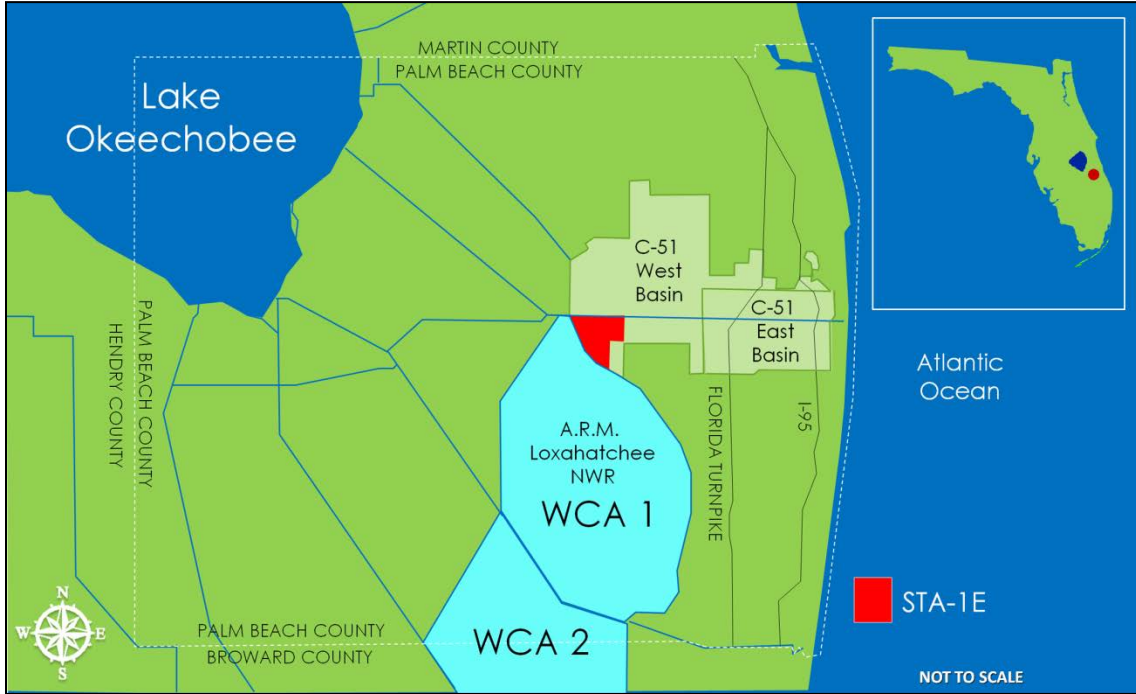 MARTIN COUNTY
PALM BEACH COUNTY
Lake
Okeechobee
C-51
West
Basin
C-51
East
Basin
PALM BEACH COUNTY
HENDRY COUNTY
Atlantic
Ocean
FLORIDA TURNPIKE
I-95
A.R.M.
Loxahatchee
NWR
WCA 1
STA-1E
N
W
E
S
PALM BEACH COUNTY
BROWARD COUNTY
WCA 2
NOT TO SCALE